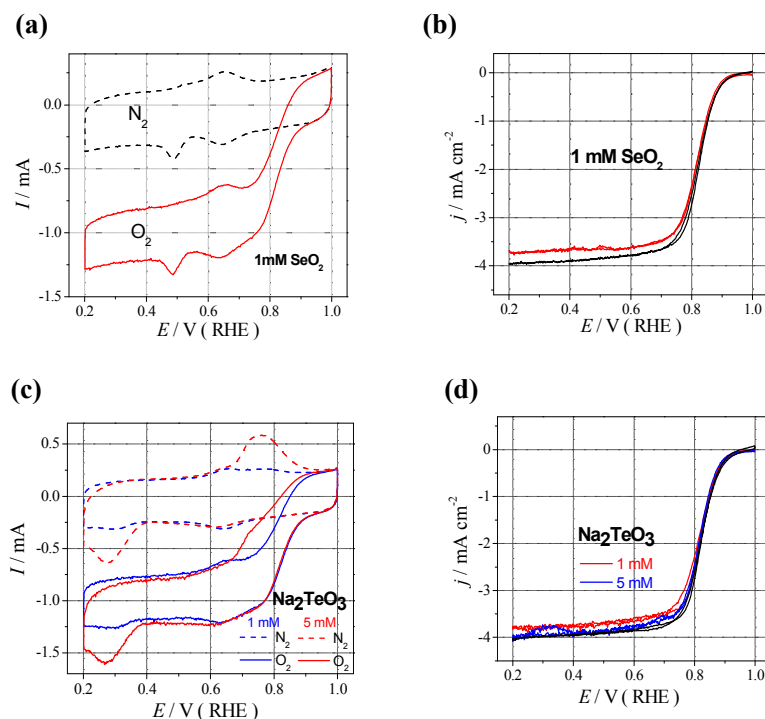 (a)
I / mA
0.0
-0.5
-1.0
-1.5
N2
O2
1mM SeO2
0.2 0.4 0.6 0.8 1.0
E / V ( RHE )
(b)
j / mA cm-2
0
-1
-2
-3
-4
1 mM SeO2
0.2 0.4 0.6 0.8 1.0
E / V ( RHE )
(c)
I / mA
0.5
0.0
-0.5
-1.0
-1.5
Na2TeO3
1 mM 5 mM
N2 N2
O2 O2
0.2 0.4 0.6 0.8 1.0
E / V ( RHE )
(d)
j / mA cm-2
0
-1
-2
-3
-4
Na2TeO3
1 mM
5 mM
0.2 0.4 0.6 0.8 1.0
E / V ( RHE )